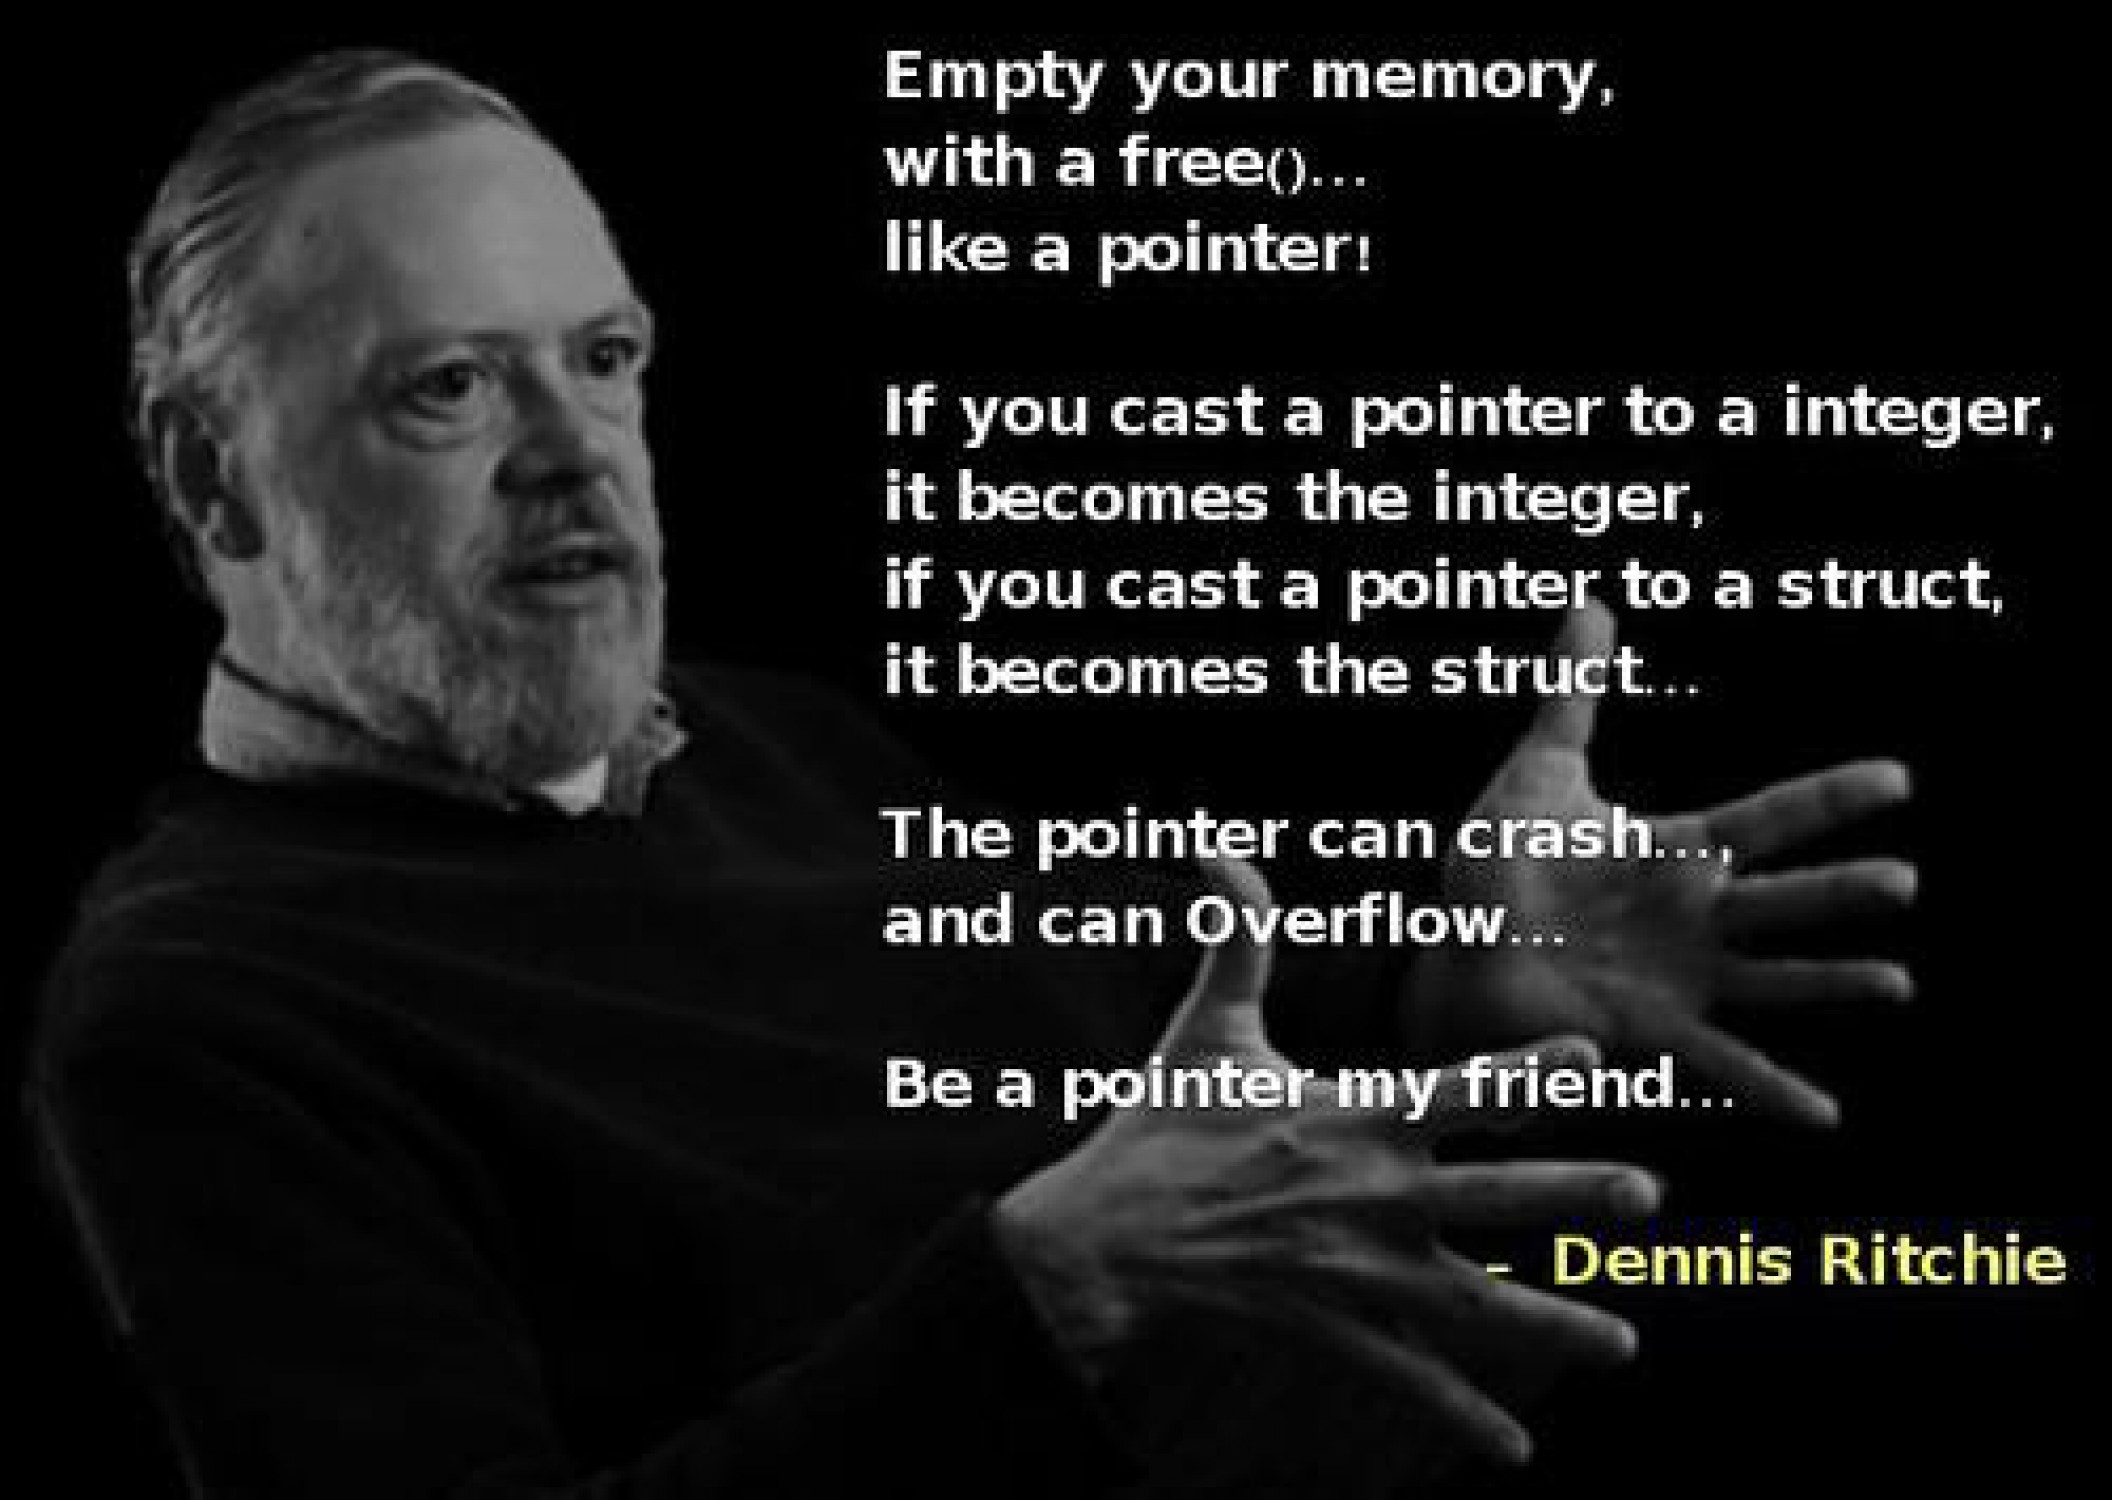 Empty your memory,
with a free()...
like a pointer!
If you cast a pointer to a integer,
it becomes the integer,
if you cast a pointer to a struct,
it becomes the struct...
The pointer can crash...,
and can Overflow...
Be a pointer my friend...
- Dennis Ritchie